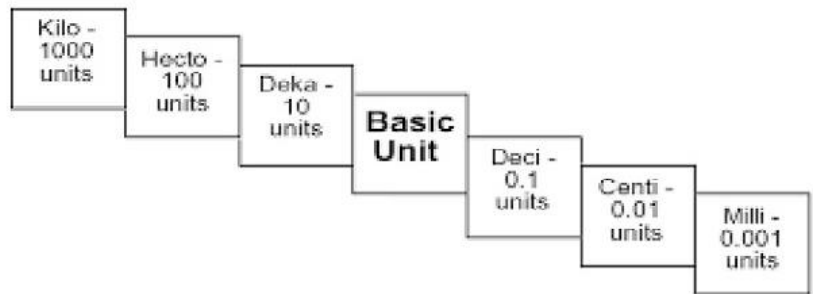 Kilo -
1000
units
Hecto -
100
units
Deka -
10
units
Basic
Unit
Deci -
0.1
units
Centi -
0.01
units
Milli -
0.001
units